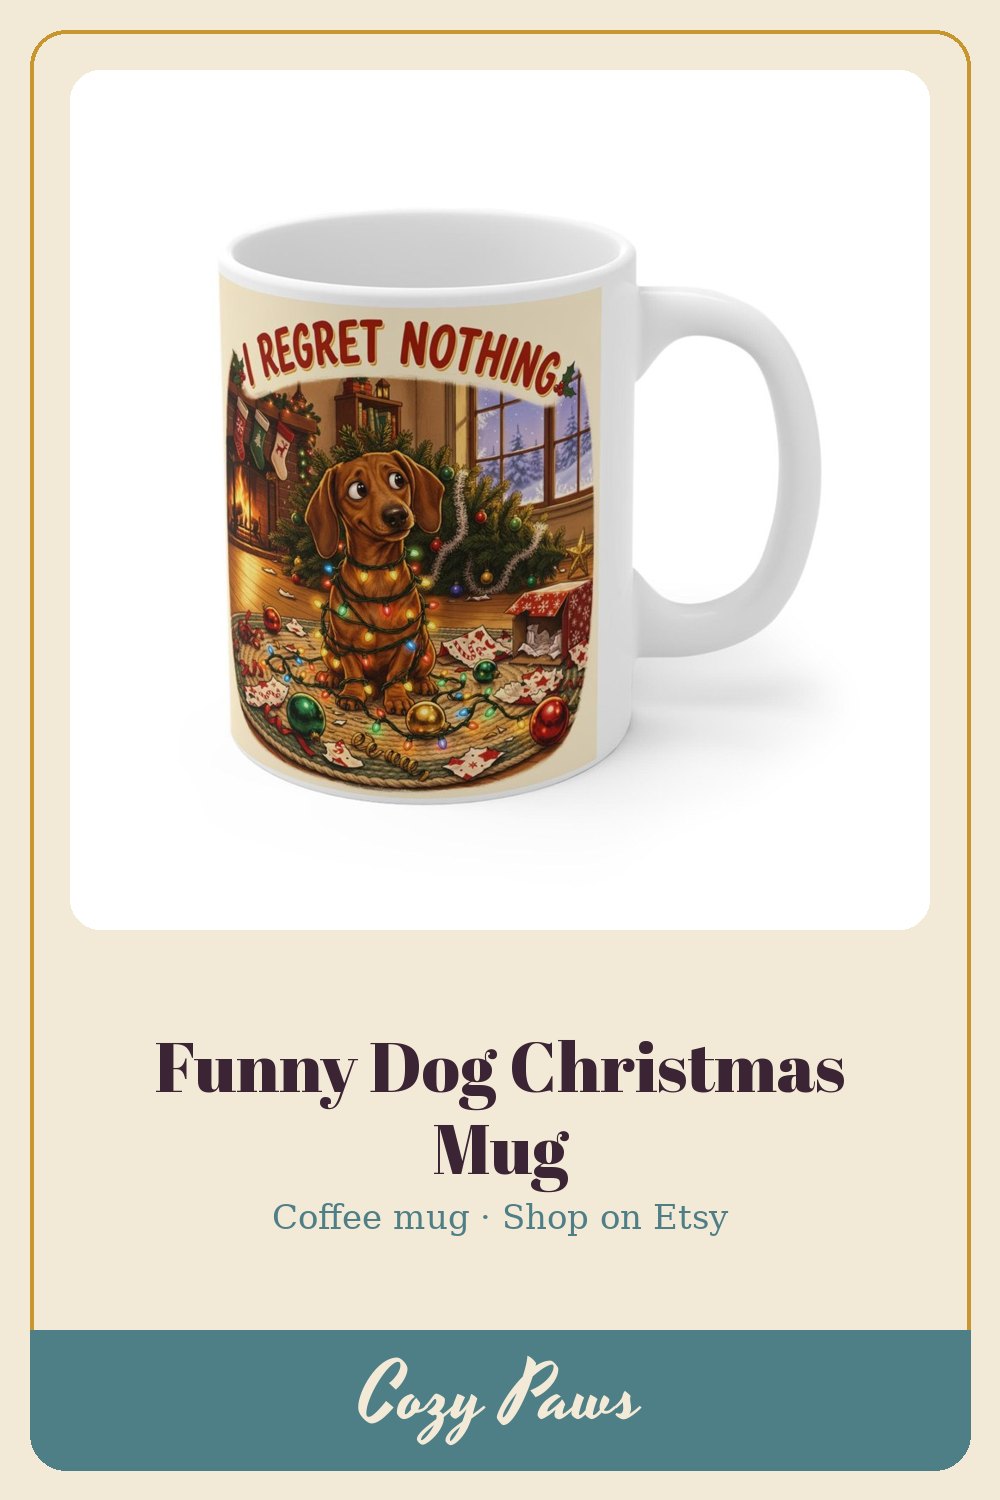 I REGRET NOTHING
Funny Dog Christmas
Mug
Coffee mug · Shop on Etsy
Cozy Paws